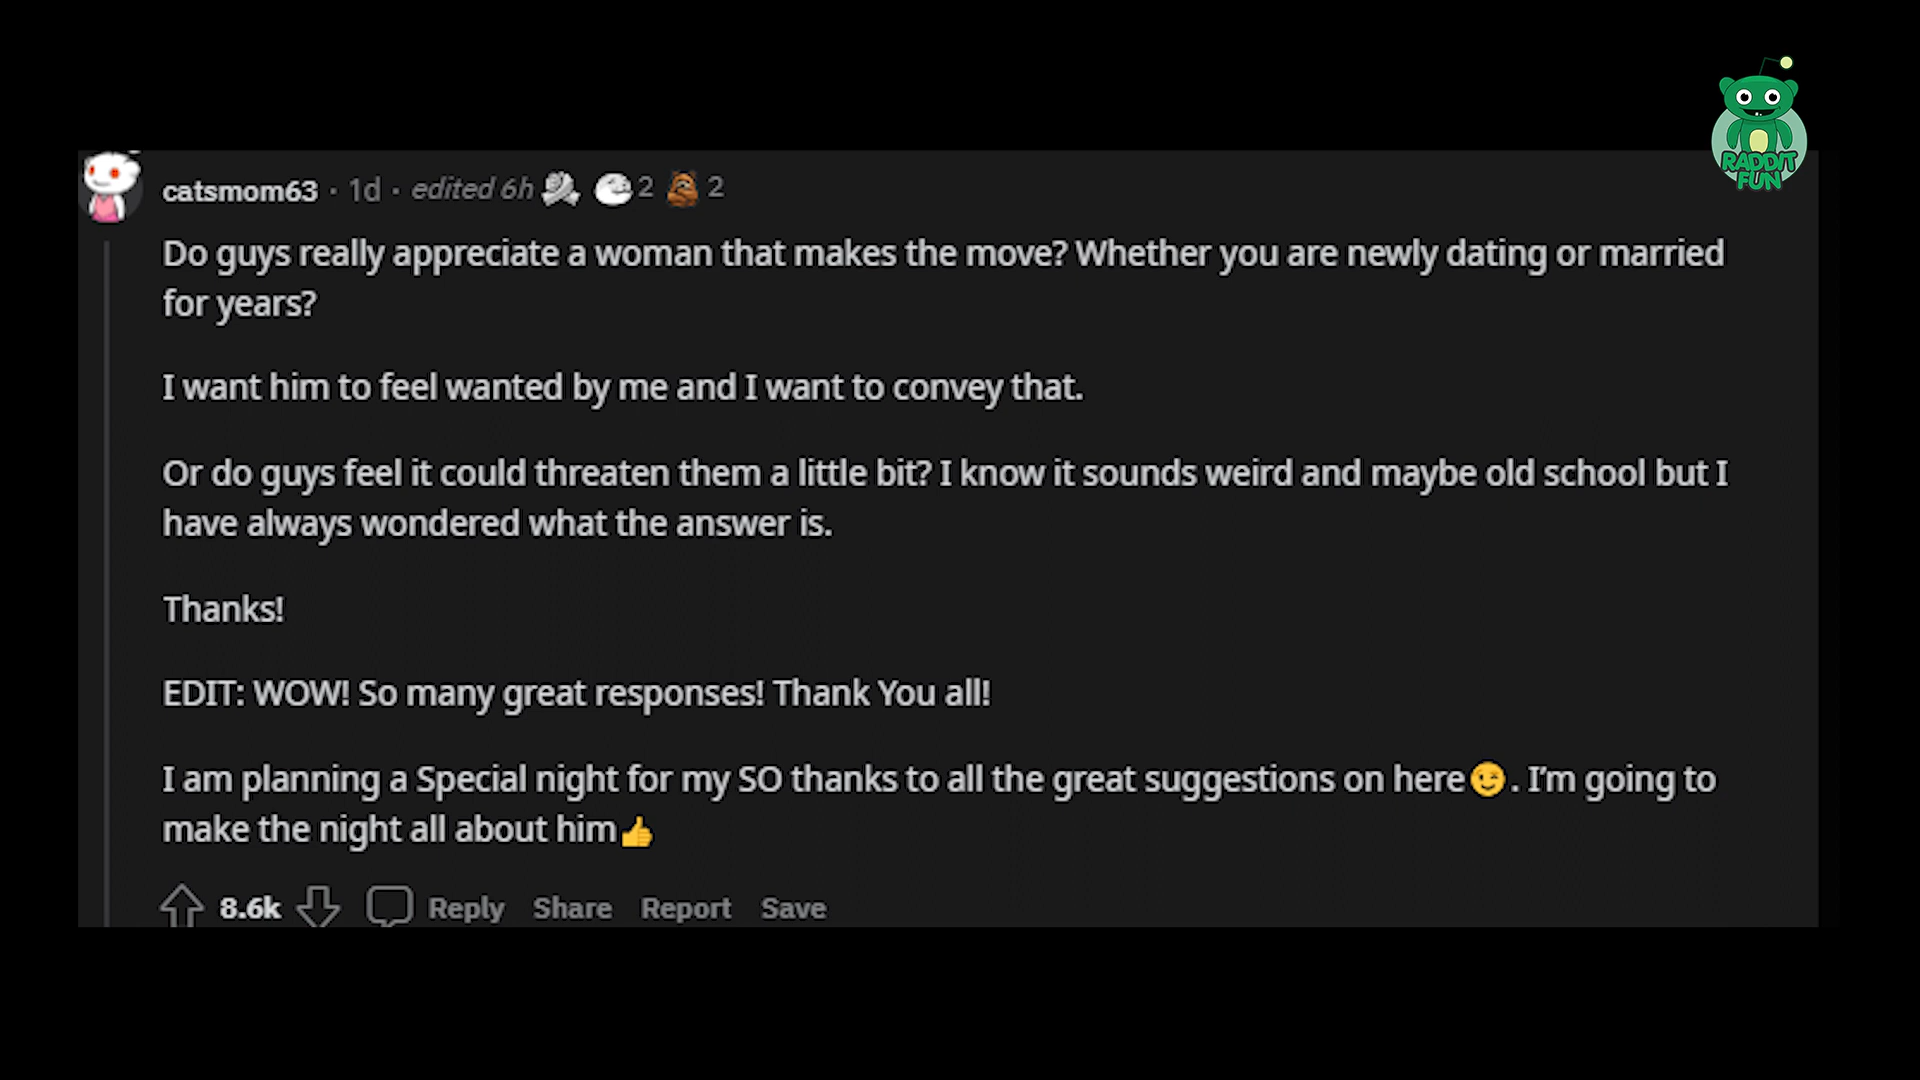 RADDIT
FUN
catsmom63 · 1d · edited 6h 2 2
Do guys really appreciate a woman that makes the move? Whether you are newly dating or married
for years?
I want him to feel wanted by me and I want to convey that.
Or do guys feel it could threaten them a little bit? I know it sounds weird and maybe old school but I
have always wondered what the answer is.
Thanks!
EDIT: WOW! So many great responses! Thank You all!
I am planning a Special night for my SO thanks to all the great suggestions on here😉. I'm going to
make the night all about him👍
8.6k Reply Share Report Save